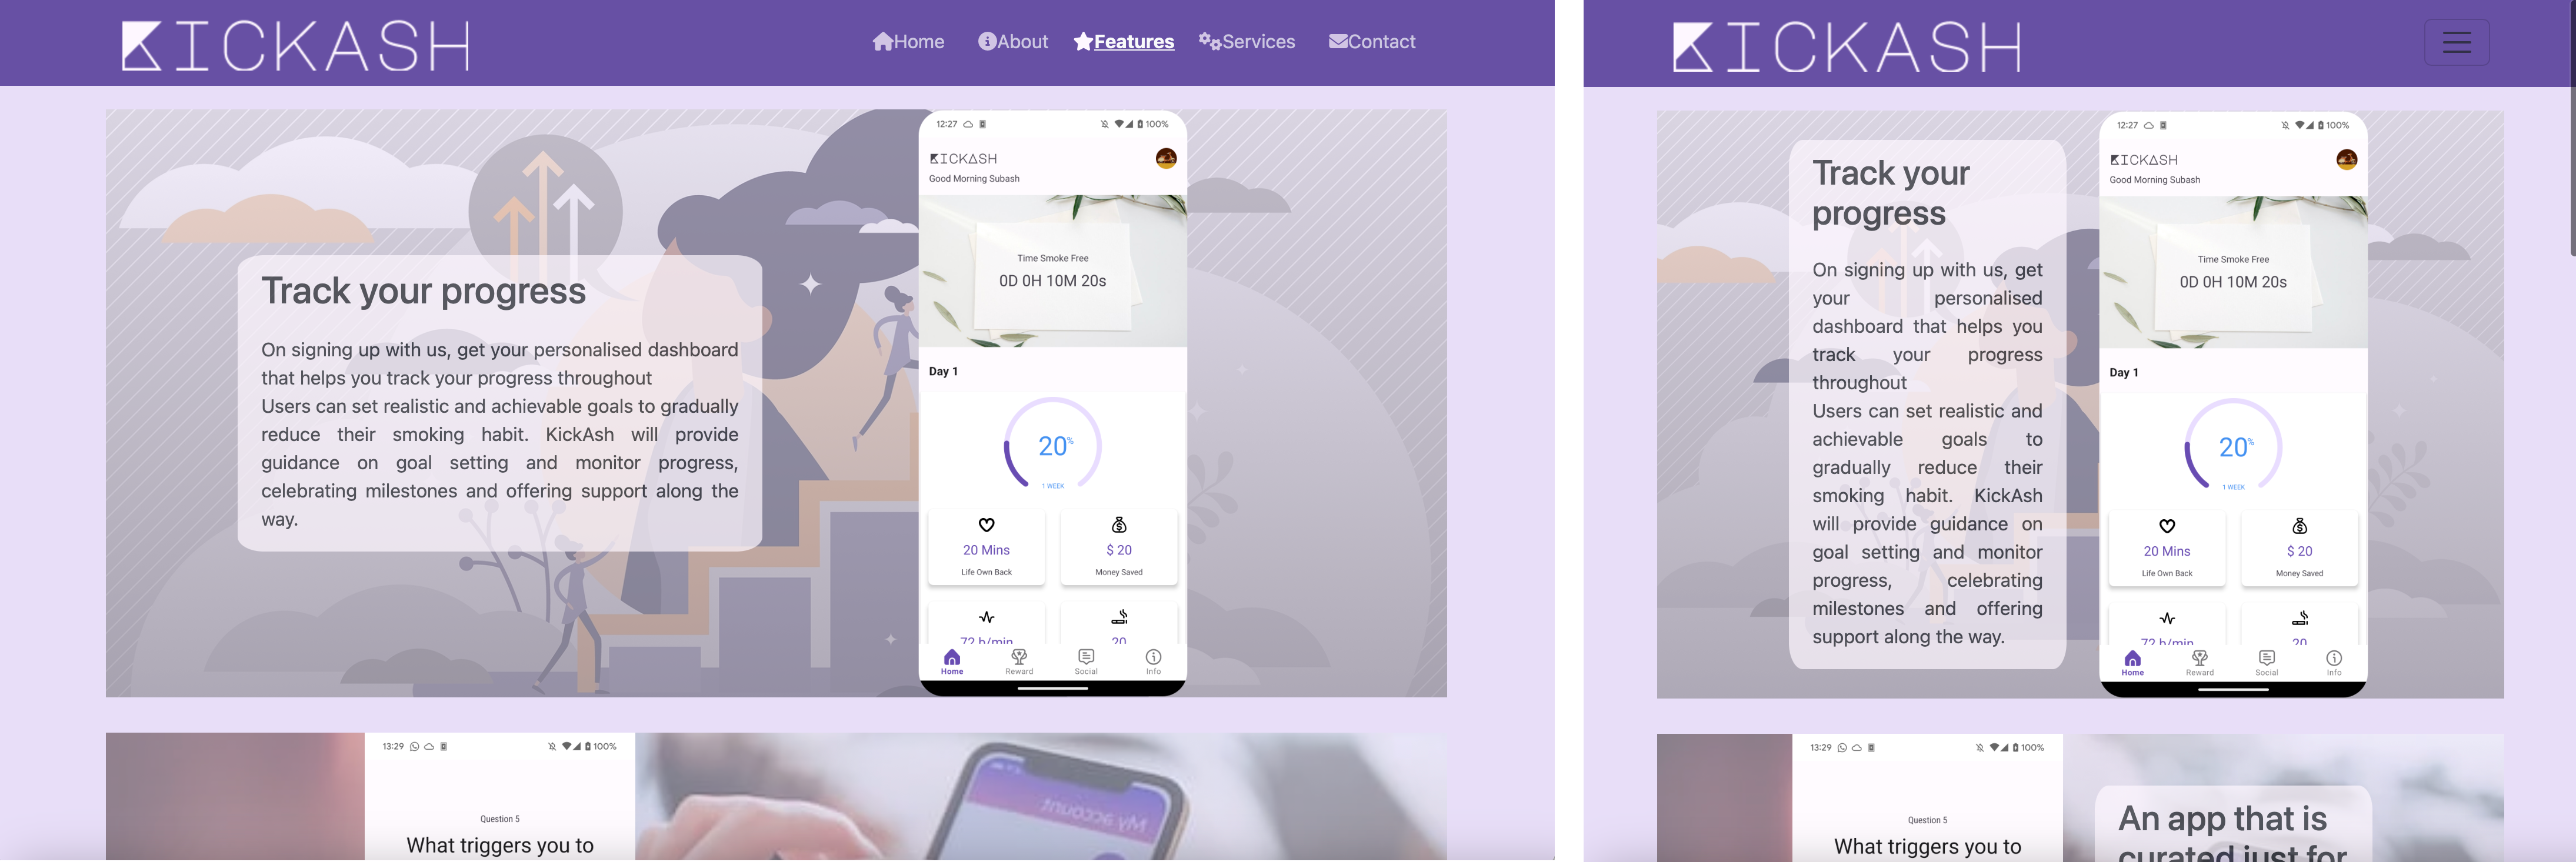 KICKASH
Home About Features Services Contact
Track your progress
On signing up with us, get your personalised dashboard
that helps you track your progress throughout
Users can set realistic and achievable goals to gradually
reduce their smoking habit. KickAsh will provide
guidance on goal setting and monitor progress,
celebrating milestones and offering support along the
way.
12:27 100%
KICKASH
Good Morning Subash
Time Smoke Free
0D 0H 10M 20s
Day 1
20%
1 WEEK
20 Mins
Life Own Back
$ 20
Money Saved
72 b/min
20
Home Reward Social Info
13:29 100%
Question 5
What triggers you to
My account
KICKASH
Track your
progress
On signing up with us, get
your personalised
dashboard that helps you
track your progress
throughout
Users can set realistic and
achievable goals to
gradually reduce their
smoking habit. KickAsh
will provide guidance on
goal setting and monitor
progress, celebrating
milestones and offering
support along the way.
12:27 100%
KICKASH
Good Morning Subash
Time Smoke Free
0D 0H 10M 20s
Day 1
20%
1 WEEK
20 Mins
Life Own Back
$ 20
Money Saved
72 b/min
20
Home Reward Social Info
13:29 100%
Question 5
What triggers you to
An app that is
curated just for